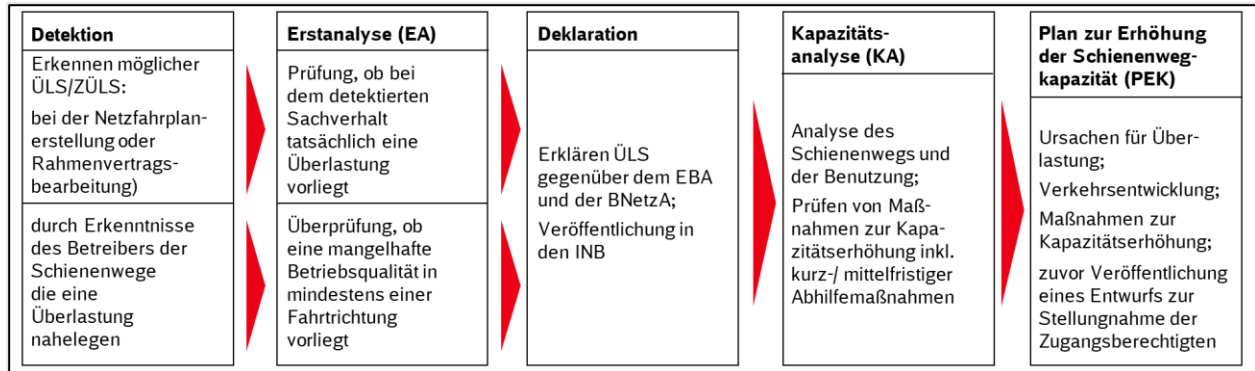 Detektion
Erkennen möglicher
ÜLS/ZÜLS:
bei der Netzfahrplan-
erstellung oder
Rahmenvertrags-
bearbeitung)
durch Erkenntnisse
des Betreibers der
Schienenwege
die eine
Überlastung
nahelegen
Erstanalyse (EA)
Prüfung, ob bei
dem detektierten
Sachverhalt
tatsächlich eine
Überlastung
vorliegt
Überprüfung, ob
eine mangelhafte
Betriebsqualität in
mindestens einer
Fahrtrichtung
vorliegt
Deklaration
Erklären ÜLS
gegenüber dem EBA
und der BNetzA;
Veröffentlichung in
den INB
Kapazitäts-
analyse (KA)
Analyse des
Schienenwegs und
der Benutzung;
Prüfen von Maß-
nahmen zur Kapa-
zitätserhöhung inkl.
kurz-/ mittelfristiger
Abhilfemaßnahmen
Plan zur Erhöhung
der Schienenweg-
kapazität (PEK)
Ursachen für Über-
lastung;
Verkehrsentwicklung;
Maßnahmen zur
Kapazitätserhöhung;
zuvor Veröffentlichung
eines Entwurfs zur
Stellungnahme der
Zugangsberechtigten